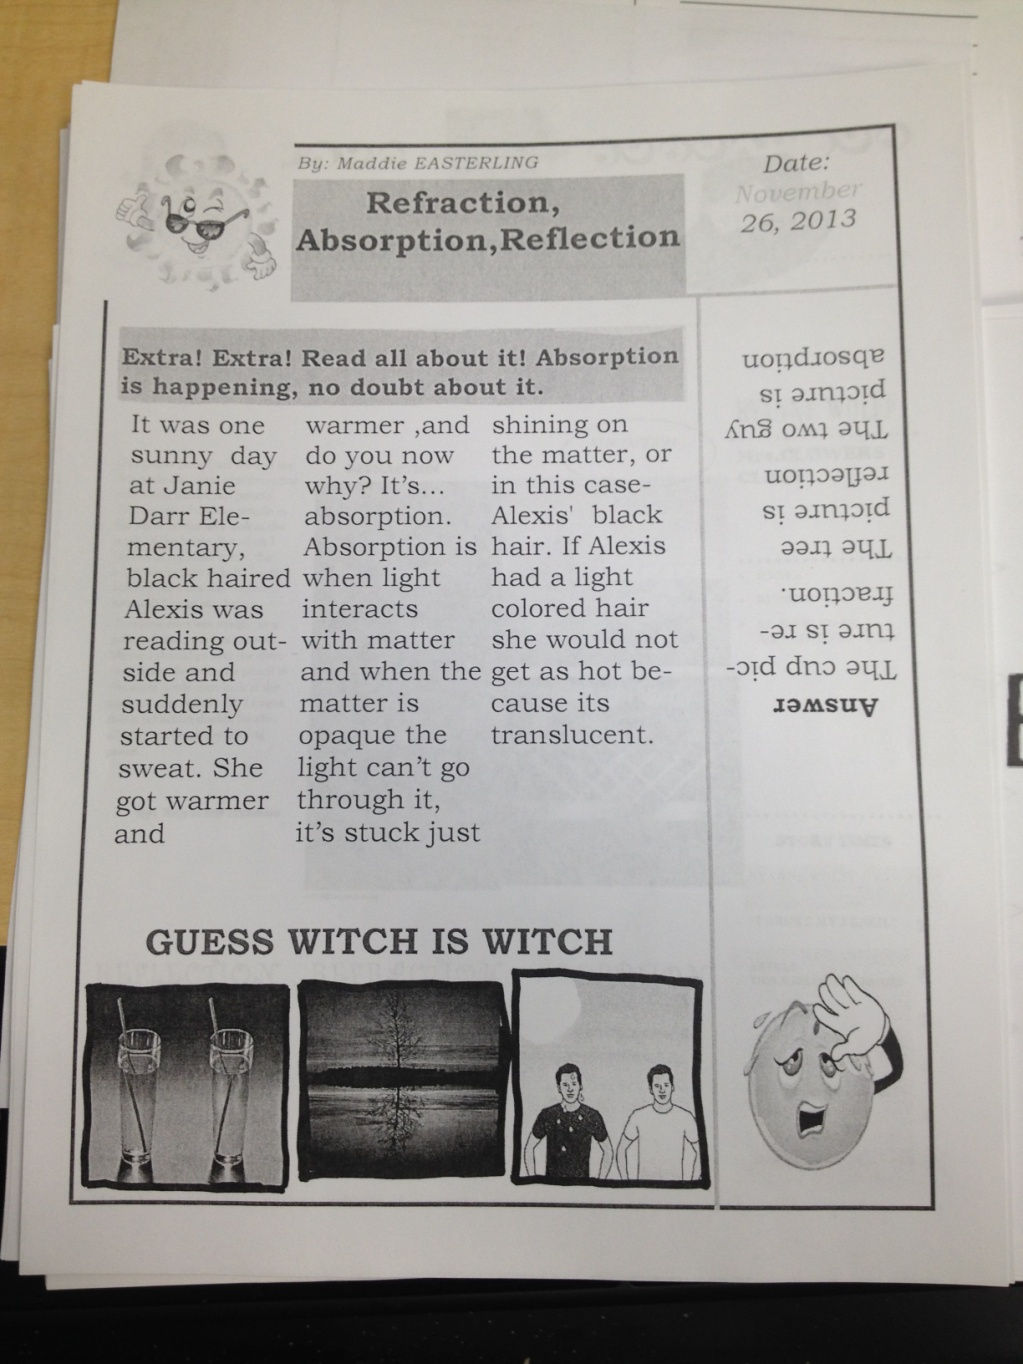 By: Maddie EASTERLING
Refraction,
Absorption,Reflection
Date:
November
26, 2013
Extra! Extra! Read all about it! Absorption
is happening, no doubt about it.
It was one
sunny day
at Janie
Darr Ele-
mentary,
black haired
Alexis was
reading out-
side and
suddenly
started to
sweat. She
got warmer
and
warmer ,and
do you now
why? It's...
absorption.
Absorption is
when light
interacts
with matter
and when the
matter is
opaque the
light can't go
through it,
it's stuck just
shining on
the matter, or
in this case-
Alexis' black
hair. If Alexis
had a light
colored hair
she would not
get as hot be-
cause its
translucent.
Answer
The cup pic-
ture is re-
fraction.
The tree
picture is
reflection
The two guy
picture is
absorption
GUESS WITCH IS WITCH